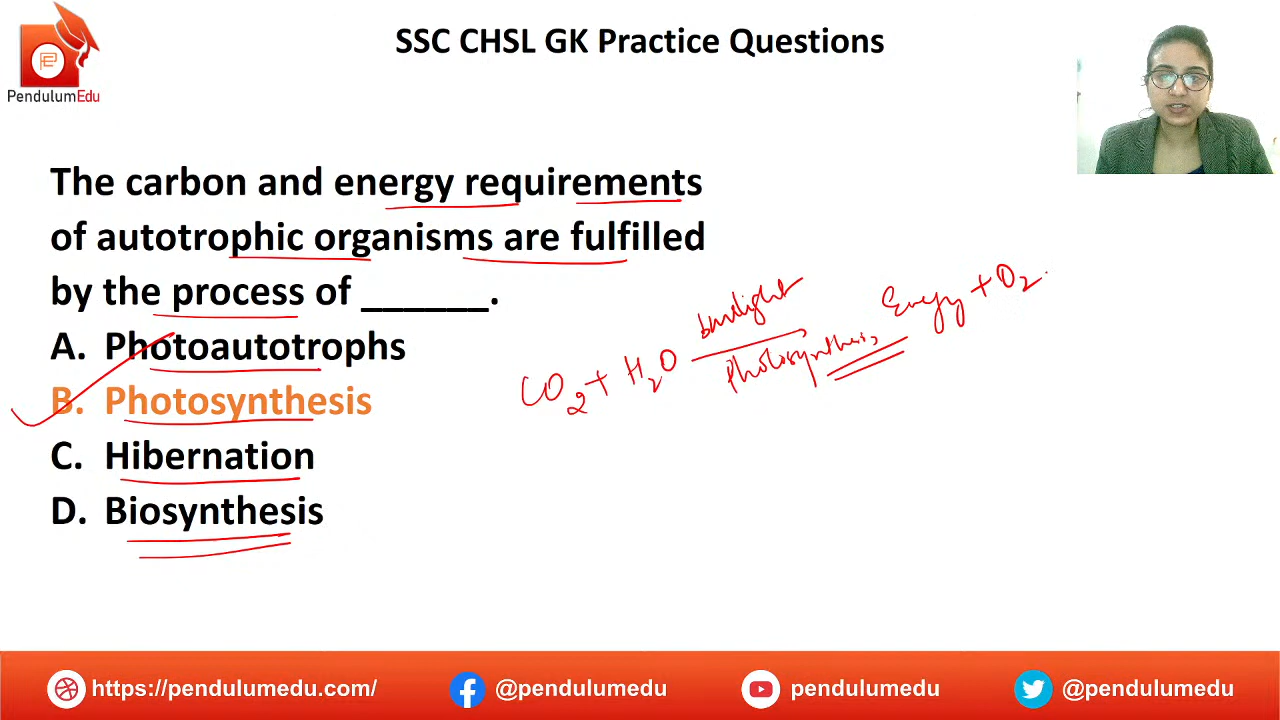 SSC CHSL GK Practice Questions
PendulumEdu
The carbon and energy requirements
of autotrophic organisms are fulfilled
by the process of ______.
A. Photoautotrophs
B. Photosynthesis
C. Hibernation
D. Biosynthesis
CO2 + H2O sunlight Photosynthesis, Energy + O2
https://pendulumedu.com/
@pendulumedu
pendulumedu
@pendulumedu